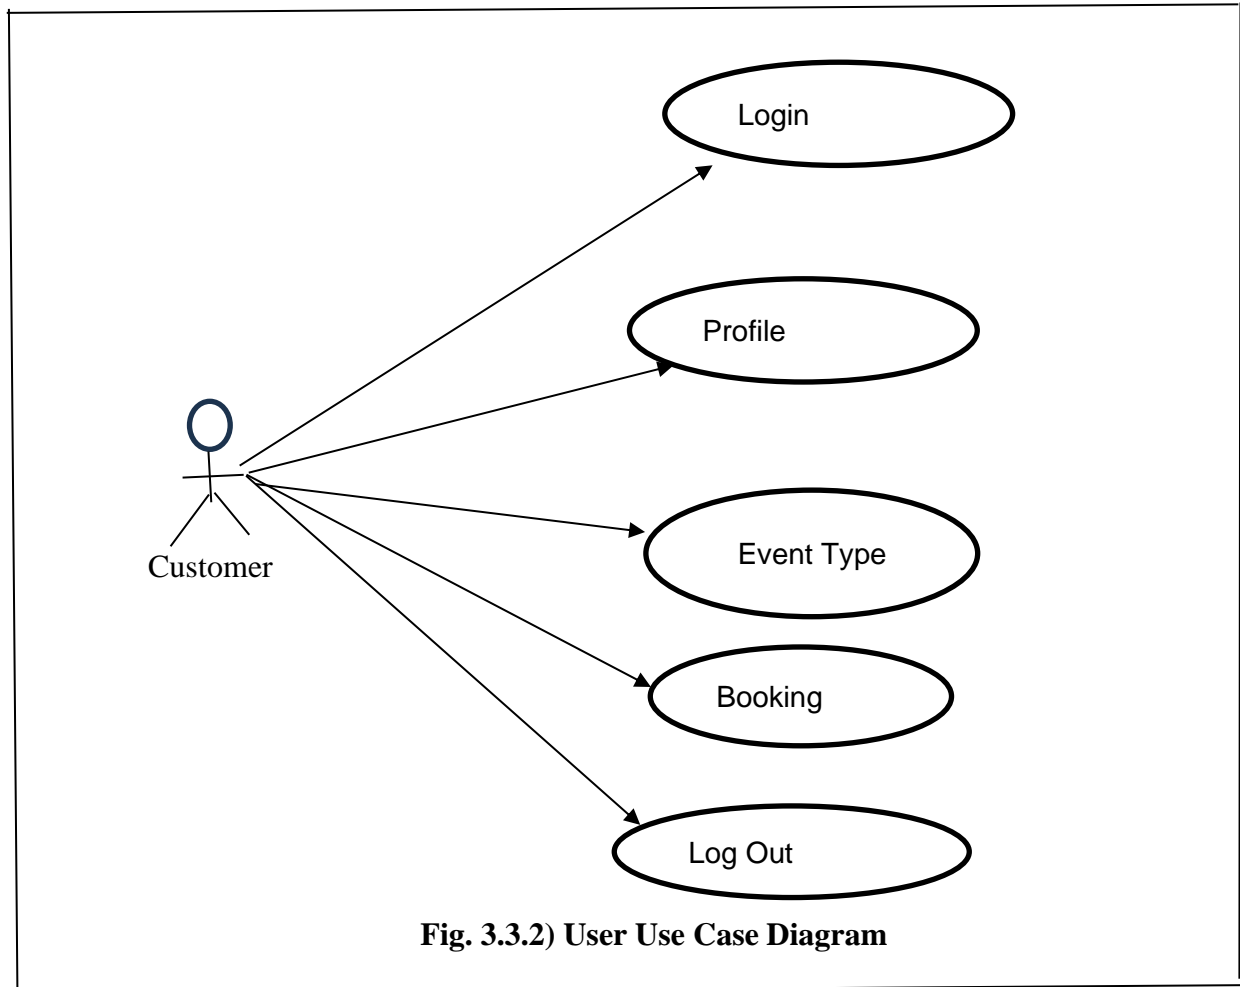 Login
Profile
Event Type
Customer
Booking
Log Out
Fig. 3.3.2) User Use Case Diagram